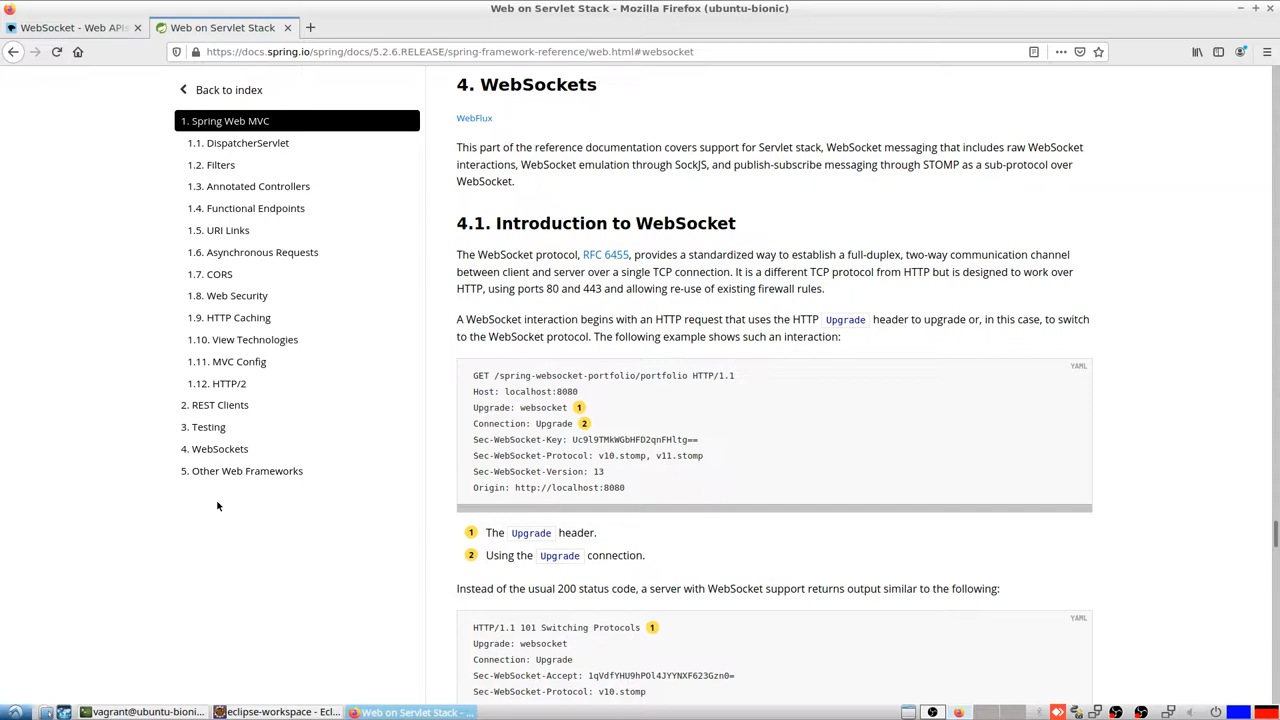 Web on Servlet Stack - Mozilla Firefox (ubuntu-bionic)
WebSocket - Web APIs
Web on Servlet Stack
https://docs.spring.io/spring/docs/5.2.6.RELEASE/spring-framework-reference/web.html#websocket
Back to index
1. Spring Web MVC
1.1. DispatcherServlet
1.2. Filters
1.3. Annotated Controllers
1.4. Functional Endpoints
1.5. URI Links
1.6. Asynchronous Requests
1.7. CORS
1.8. Web Security
1.9. HTTP Caching
1.10. View Technologies
1.11. MVC Config
1.12. HTTP/2
2. REST Clients
3. Testing
4. WebSockets
5. Other Web Frameworks
4. WebSockets
WebFlux
This part of the reference documentation covers support for Servlet stack, WebSocket messaging that includes raw WebSocket
interactions, WebSocket emulation through SockJS, and publish-subscribe messaging through STOMP as a sub-protocol over
WebSocket.
4.1. Introduction to WebSocket
The WebSocket protocol, RFC 6455, provides a standardized way to establish a full-duplex, two-way communication channel
between client and server over a single TCP connection. It is a different TCP protocol from HTTP but is designed to work over
HTTP, using ports 80 and 443 and allowing re-use of existing firewall rules.
A WebSocket interaction begins with an HTTP request that uses the HTTP Upgrade header to upgrade or, in this case, to switch
to the WebSocket protocol. The following example shows such an interaction:
YAML
GET /spring-websocket-portfolio/portfolio HTTP/1.1
Host: localhost:8080
Upgrade: websocket 1
Connection: Upgrade 2
Sec-WebSocket-Key: Uc9l9TMkWGbHFD2qnFHltg==
Sec-WebSocket-Protocol: v10.stomp, v11.stomp
Sec-WebSocket-Version: 13
Origin: http://localhost:8080
1 The Upgrade header.
2 Using the Upgrade connection.
Instead of the usual 200 status code, a server with WebSocket support returns output similar to the following:
YAML
HTTP/1.1 101 Switching Protocols 1
Upgrade: websocket
Connection: Upgrade
Sec-WebSocket-Accept: 1qVdfYHU9hPOl4JYYNXF623Gzn0=
Sec-WebSocket-Protocol: v10.stomp
vagrant@ubuntu-bioni...
eclipse-workspace - Ecl...
Web on Servlet Stack - ...